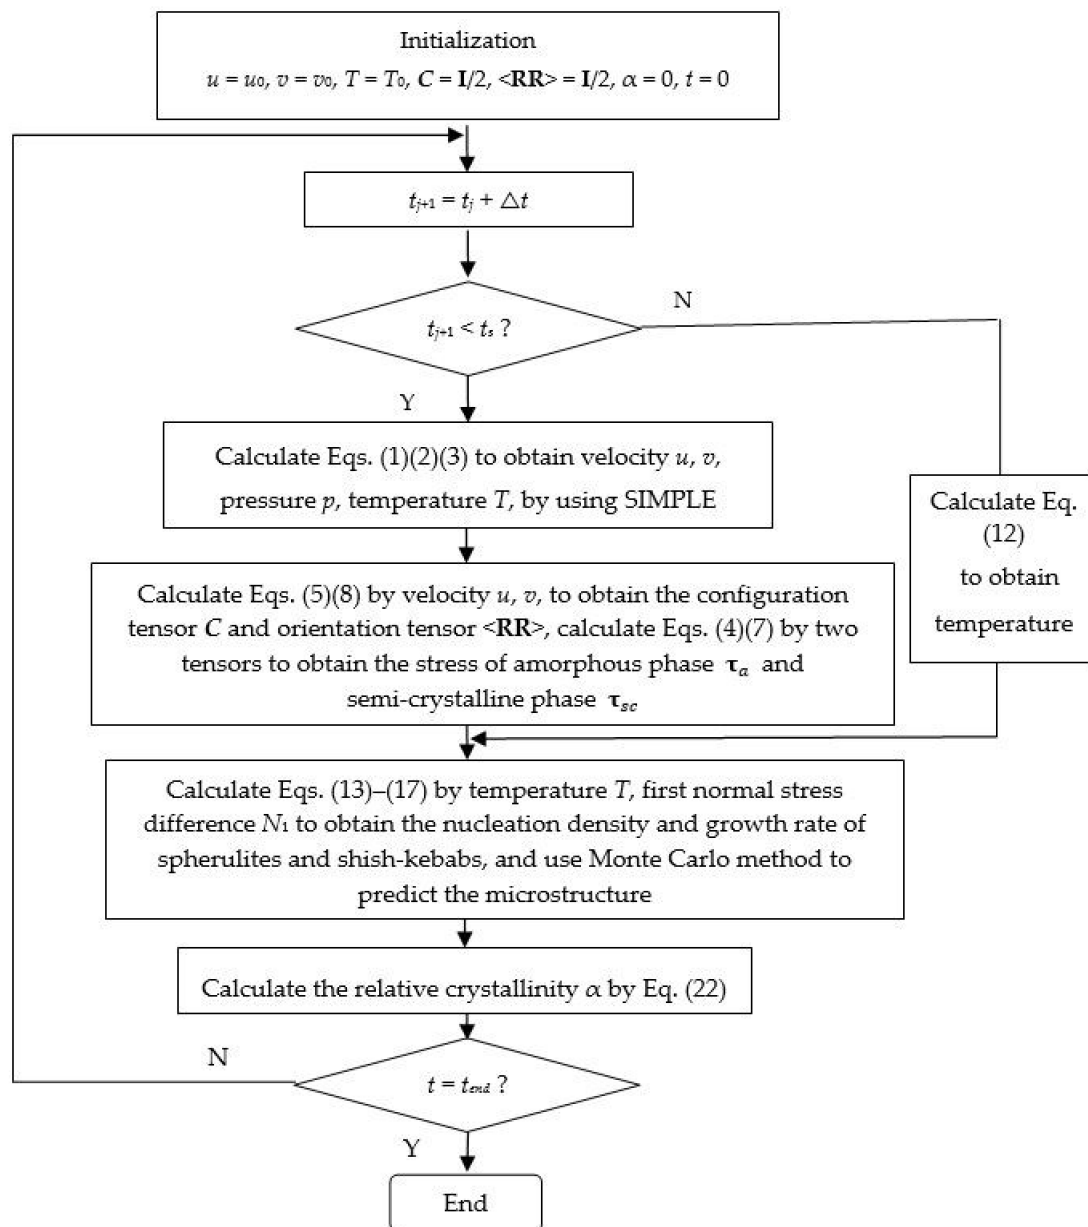 Initialization
u = u₀, v = v₀, T = T₀, C = I/2, <RR> = I/2, α = 0, t = 0
tⱼ₊₁ = tⱼ + △t
tⱼ₊₁ < tₛ ?
N
Y
Calculate Eqs. (1)(2)(3) to obtain velocity u, v,
pressure p, temperature T, by using SIMPLE
Calculate Eq.
(12)
to obtain
temperature
Calculate Eqs. (5)(8) by velocity u, v, to obtain the configuration
tensor C and orientation tensor <RR>, calculate Eqs. (4)(7) by two
tensors to obtain the stress of amorphous phase τ_a and
semi-crystalline phase τ_sc
Calculate Eqs. (13)–(17) by temperature T, first normal stress
difference N₁ to obtain the nucleation density and growth rate of
spherulites and shish-kebabs, and use Monte Carlo method to
predict the microstructure
Calculate the relative crystallinity α by Eq. (22)
N
t = t_end ?
Y
End